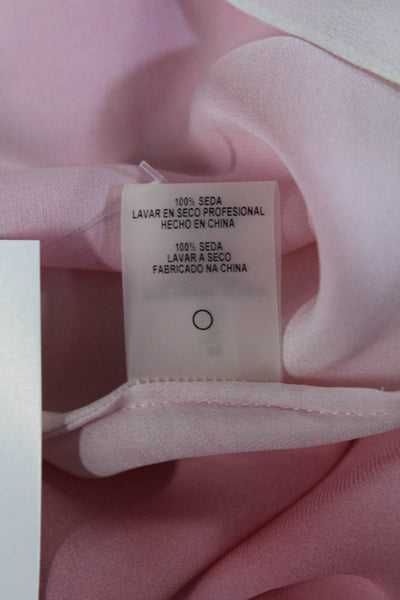 100% SEDA
LAVAR EN SECO PROFESIONAL
HECHO EN CHINA
100% SEDA
LAVAR A SECO
FABRICADO NA CHINA